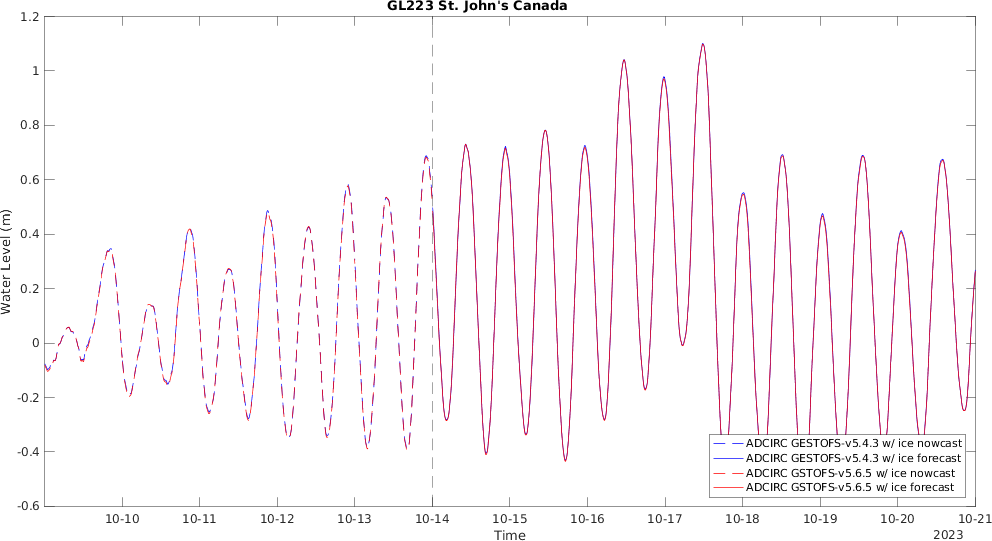 GL223 St. John's Canada
1.2
1
0.8
0.6
0.4
0.2
0
-0.2
-0.4
-0.6
Water Level (m)
ADCIRC GESTOFS-v5.4.3 w/ ice nowcast
ADCIRC GESTOFS-v5.4.3 w/ ice forecast
ADCIRC GSTOFS-v5.6.5 w/ ice nowcast
ADCIRC GSTOFS-v5.6.5 w/ ice forecast
10-10 10-11 10-12 10-13 10-14 10-15 10-16 10-17 10-18 10-19 10-20 10-21
Time
2023